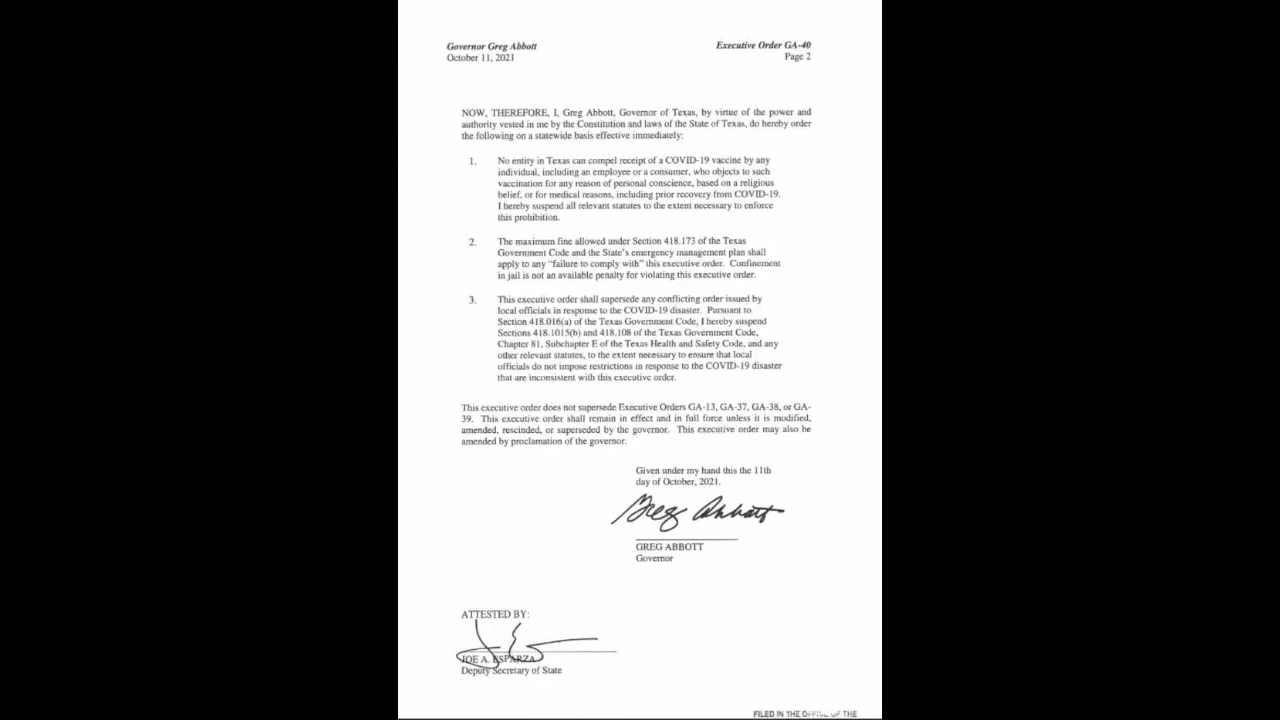 Governor Greg Abbott
October 11, 2021
Executive Order GA-40
Page 2
NOW, THEREFORE, I, Greg Abbott, Governor of Texas, by virtue of the power and
authority vested in me by the Constitution and laws of the State of Texas, do hereby order
the following on a statewide basis effective immediately:
1. No entity in Texas can compel receipt of a COVID-19 vaccine by any
individual, including an employee or a consumer, who objects to such
vaccination for any reason of personal conscience, based on a religious
belief, or for medical reasons, including prior recovery from COVID-19.
I hereby suspend all relevant statutes to the extent necessary to enforce
this prohibition.
2. The maximum fine allowed under Section 418.173 of the Texas
Government Code and the State's emergency management plan shall
apply to any "failure to comply with" this executive order. Confinement
in jail is not an available penalty for violating this executive order.
3. This executive order shall supersede any conflicting order issued by
local officials in response to the COVID-19 disaster. Pursuant to
Section 418.016(a) of the Texas Government Code, I hereby suspend
Sections 418.1015(b) and 418.108 of the Texas Government Code,
Chapter 81, Subchapter E of the Texas Health and Safety Code, and any
other relevant statutes, to the extent necessary to ensure that local
officials do not impose restrictions in response to the COVID-19 disaster
that are inconsistent with this executive order.
This executive order does not supersede Executive Orders GA-13, GA-37, GA-38, or GA-
39. This executive order shall remain in effect and in full force unless it is modified,
amended, rescinded, or superseded by the governor. This executive order may also be
amended by proclamation of the governor.
Given under my hand this the 11th
day of October, 2021.
Greg Abbott
GREG ABBOTT
Governor
ATTESTED BY:
JOE A. ESPARZA
Deputy Secretary of State
FILED IN THE OFFICE OF THE